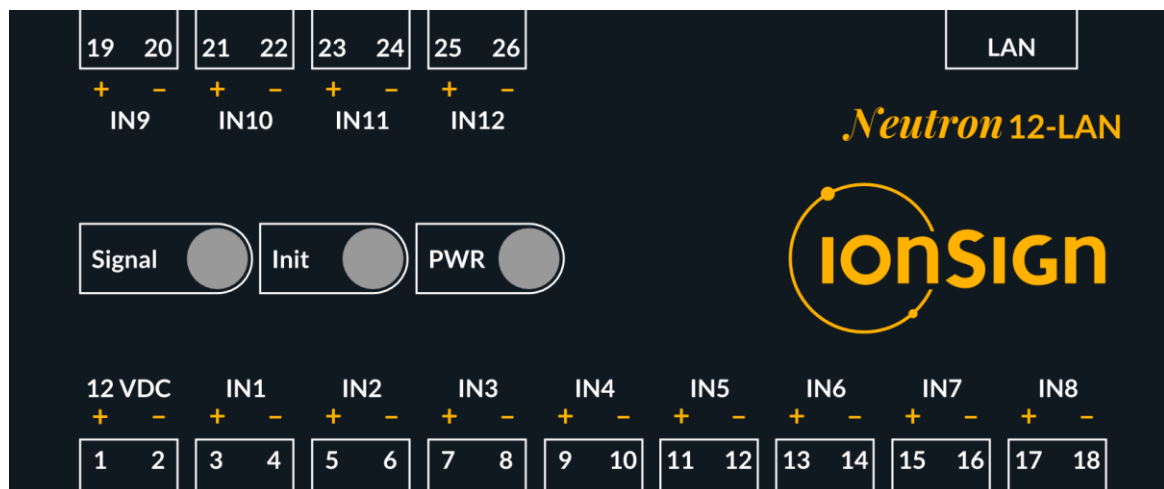 19 20 21 22 23 24 25 26 LAN
+ − + − + − + −
IN9 IN10 IN11 IN12
Neutron 12-LAN
Signal Init PWR
ionSign
12 VDC IN1 IN2 IN3 IN4 IN5 IN6 IN7 IN8
+ − + − + − + − + − + − + − + − + −
1 2 3 4 5 6 7 8 9 10 11 12 13 14 15 16 17 18